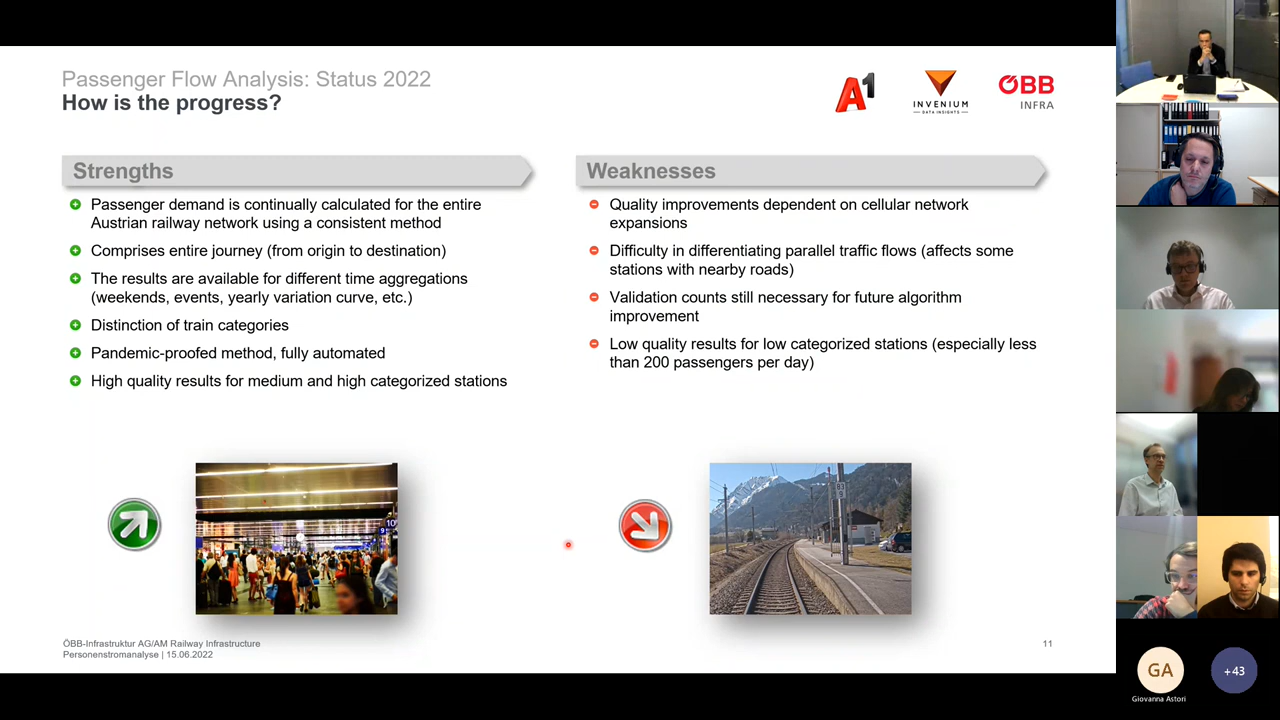 Passenger Flow Analysis: Status 2022
How is the progress?
A1
INVENIUM
DATA INSIGHTS
ÖBB
INFRA
Strengths
Passenger demand is continually calculated for the entire
Austrian railway network using a consistent method
Comprises entire journey (from origin to destination)
The results are available for different time aggregations
(weekends, events, yearly variation curve, etc.)
Distinction of train categories
Pandemic-proofed method, fully automated
High quality results for medium and high categorized stations
Weaknesses
Quality improvements dependent on cellular network
expansions
Difficulty in differentiating parallel traffic flows (affects some
stations with nearby roads)
Validation counts still necessary for future algorithm
improvement
Low quality results for low categorized stations (especially less
than 200 passengers per day)
ÖBB-Infrastruktur AG/AM Railway Infrastructure
Personenstromanalyse | 15.06.2022
11
GA
Giovanna Astori
+43